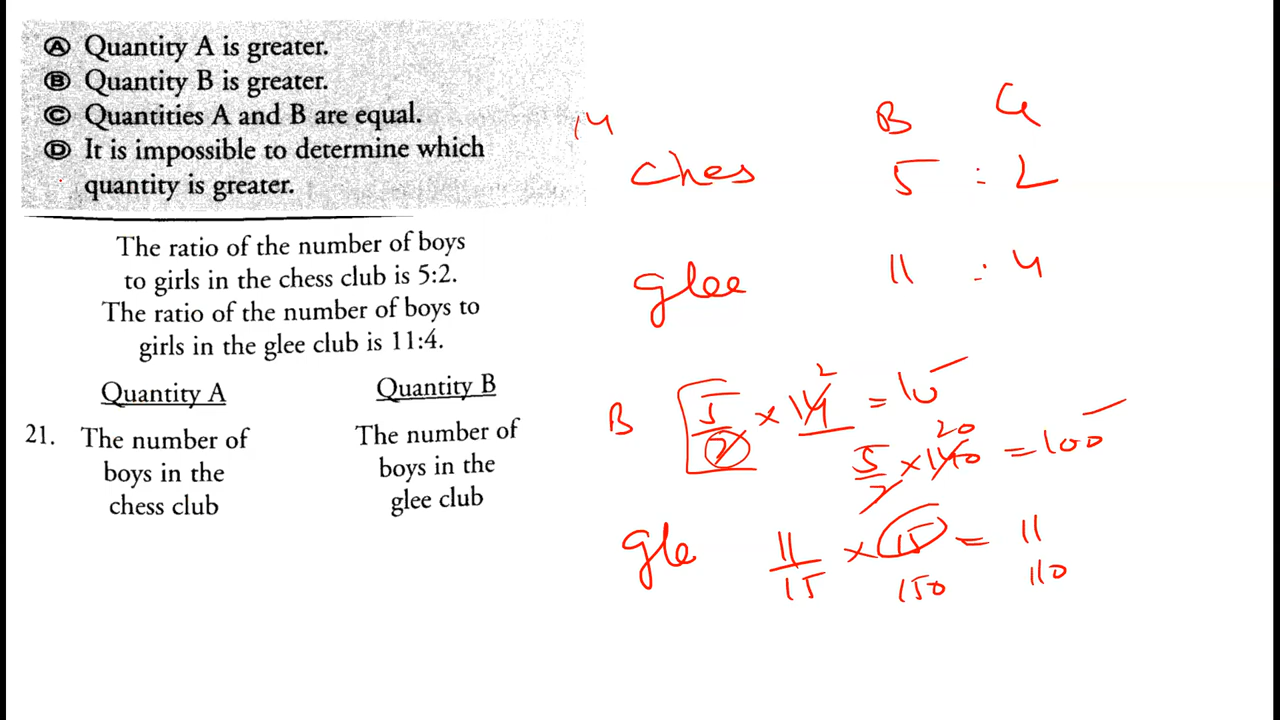 A Quantity A is greater.
B Quantity B is greater.
C Quantities A and B are equal.
D It is impossible to determine which
quantity is greater.
The ratio of the number of boys
to girls in the chess club is 5:2.
The ratio of the number of boys to
girls in the glee club is 11:4.
Quantity A Quantity B
21. The number of The number of
boys in the boys in the
chess club glee club
14
B G
Ches 5 : 2
glee 11 : 4
B 5/7 × 14 2 = 10
5/7 × 140 20 = 100
gle 11/15 × 15 = 11
150 110